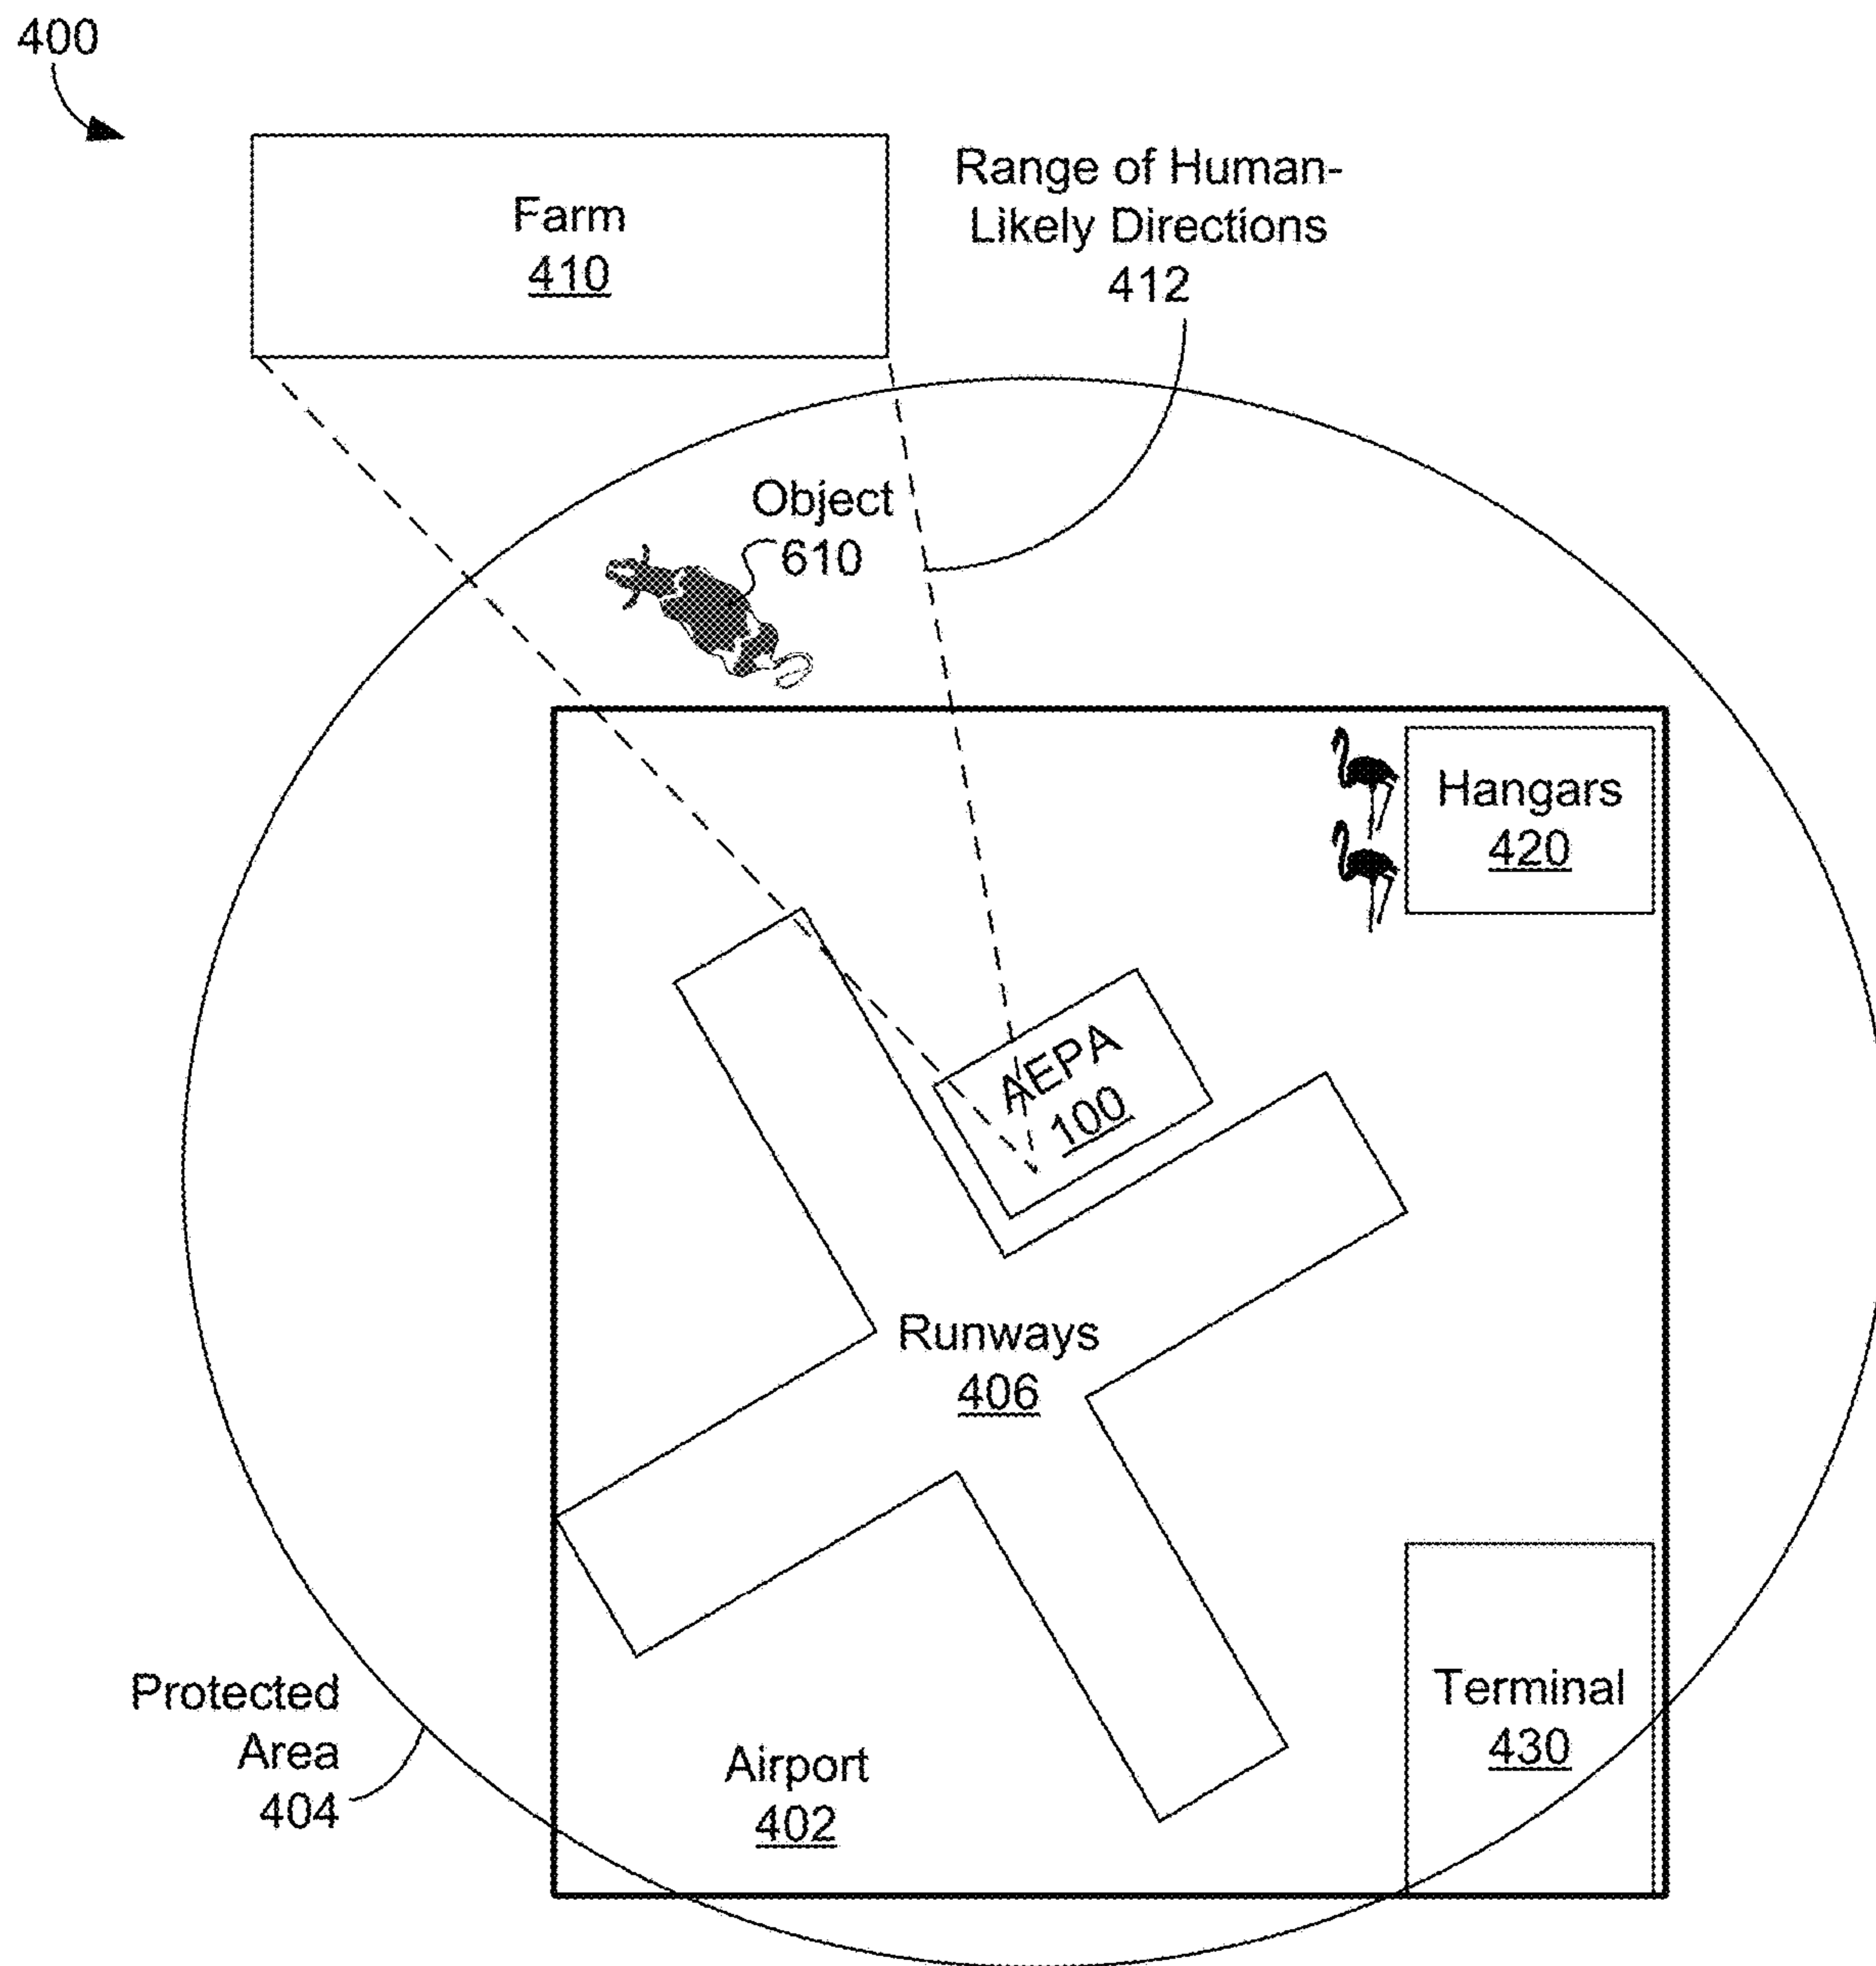 400
Farm
410
Range of Human-
Likely Directions
412
Object
610
Hangars
420
AEPA
100
Runways
406
Protected
Area
404
Airport
402
Terminal
430